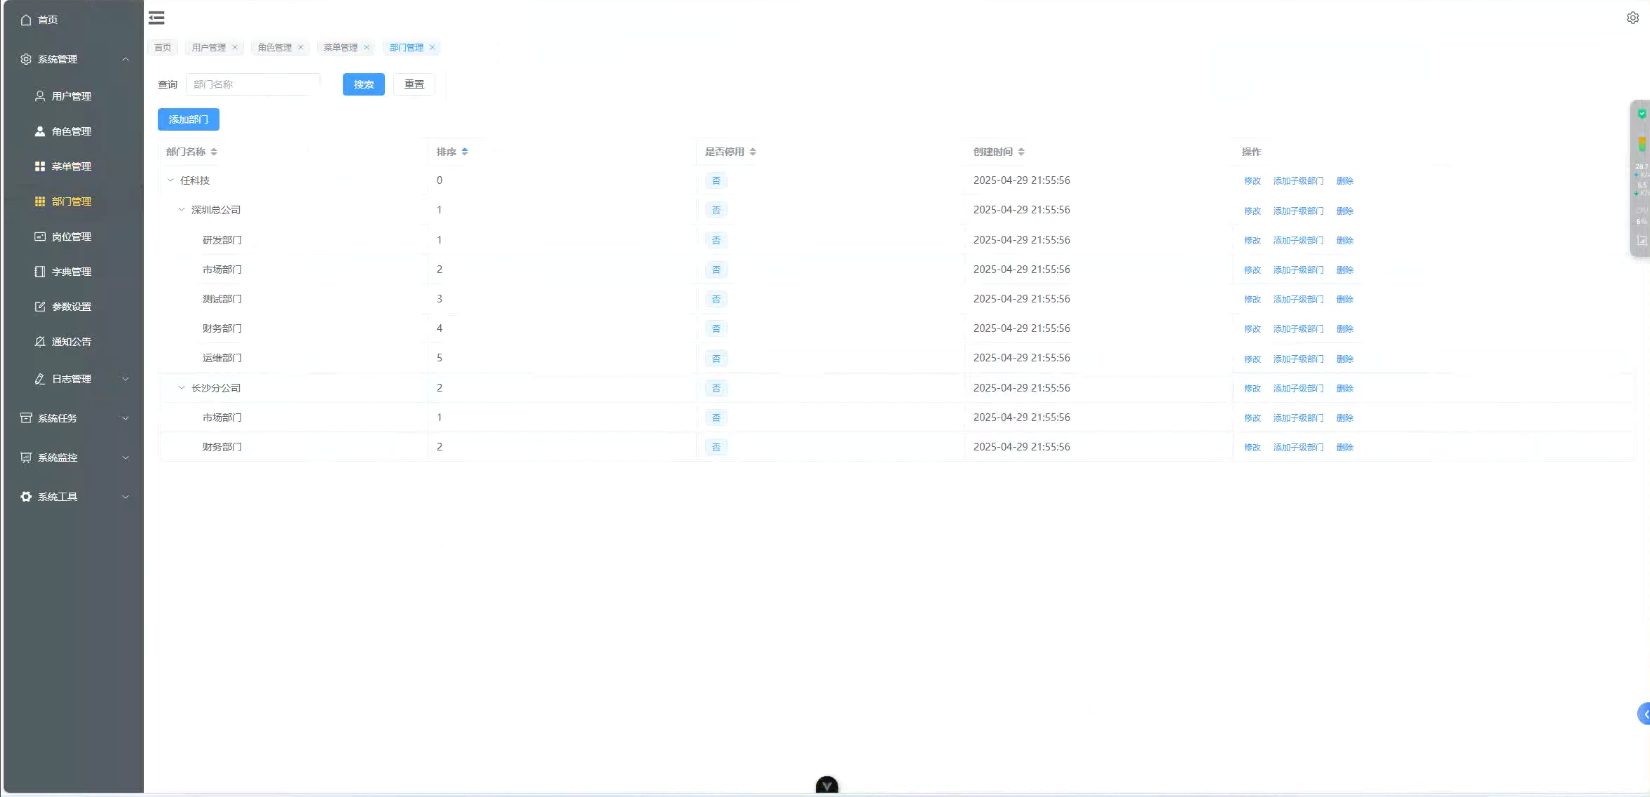 首页
系统管理
用户管理
角色管理
菜单管理
部门管理
岗位管理
字典管理
参数设置
通知公告
日志管理
系统任务
系统监控
系统工具
首页 用户管理 角色管理 菜单管理 部门管理
查询 部门名称 搜索 重置
添加部门
部门名称 排序 是否停用 创建时间 操作
任科技 0 否 2025-04-29 21:55:56 修改 添加子级部门 删除
深圳总公司 1 否 2025-04-29 21:55:56 修改 添加子级部门 删除
研发部门 1 否 2025-04-29 21:55:56 修改 添加子级部门 删除
市场部门 2 否 2025-04-29 21:55:56 修改 添加子级部门 删除
测试部门 3 否 2025-04-29 21:55:56 修改 添加子级部门 删除
财务部门 4 否 2025-04-29 21:55:56 修改 添加子级部门 删除
运维部门 5 否 2025-04-29 21:55:56 修改 添加子级部门 删除
长沙分公司 2 否 2025-04-29 21:55:56 修改 添加子级部门 删除
市场部门 1 否 2025-04-29 21:55:56 修改 添加子级部门 删除
财务部门 2 否 2025-04-29 21:55:56 修改 添加子级部门 删除